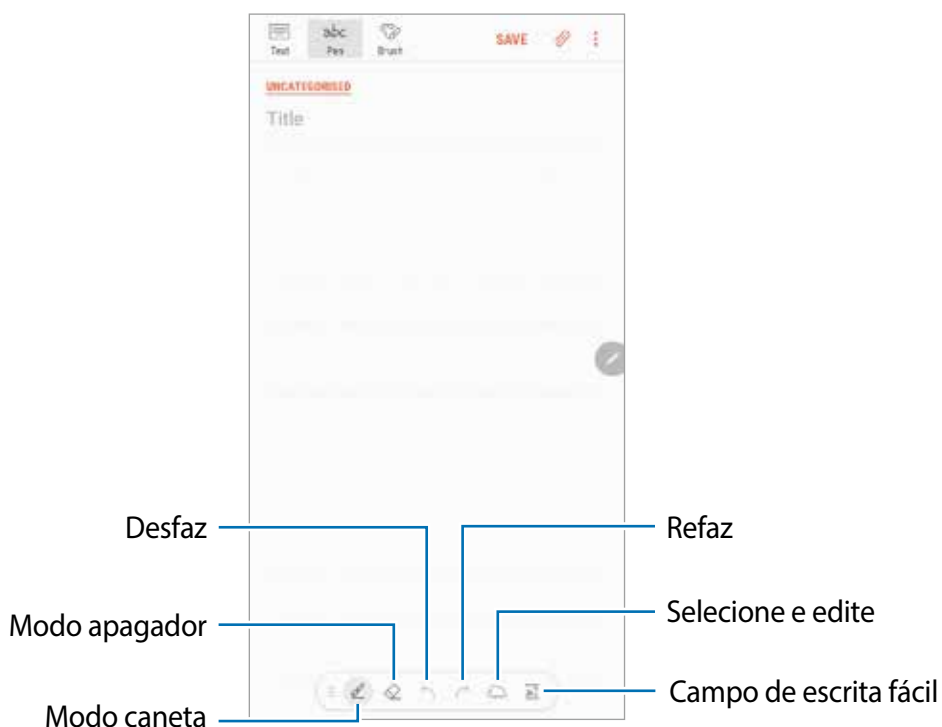 Text abc Pen Brush SAVE
UNCATEGORISED
Title
Desfaz
Refaz
Selecione e edite
Modo apagador
Campo de escrita fácil
Modo caneta